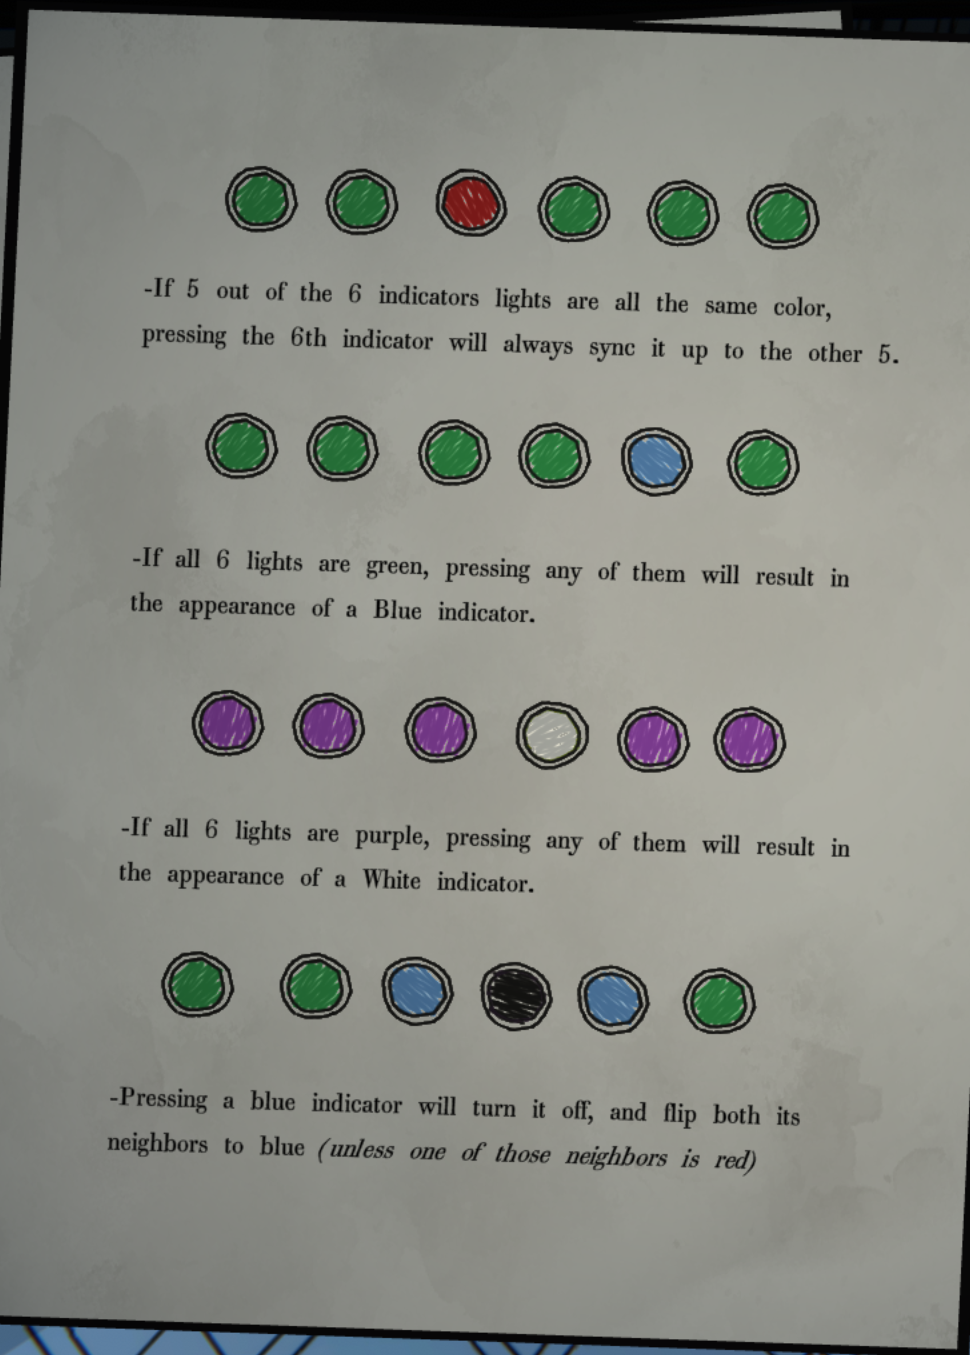 -If 5 out of the 6 indicators lights are all the same color,
pressing the 6th indicator will always sync it up to the other 5.
-If all 6 lights are green, pressing any of them will result in
the appearance of a Blue indicator.
-If all 6 lights are purple, pressing any of them will result in
the appearance of a White indicator.
-Pressing a blue indicator will turn it off, and flip both its
neighbors to blue (unless one of those neighbors is red)